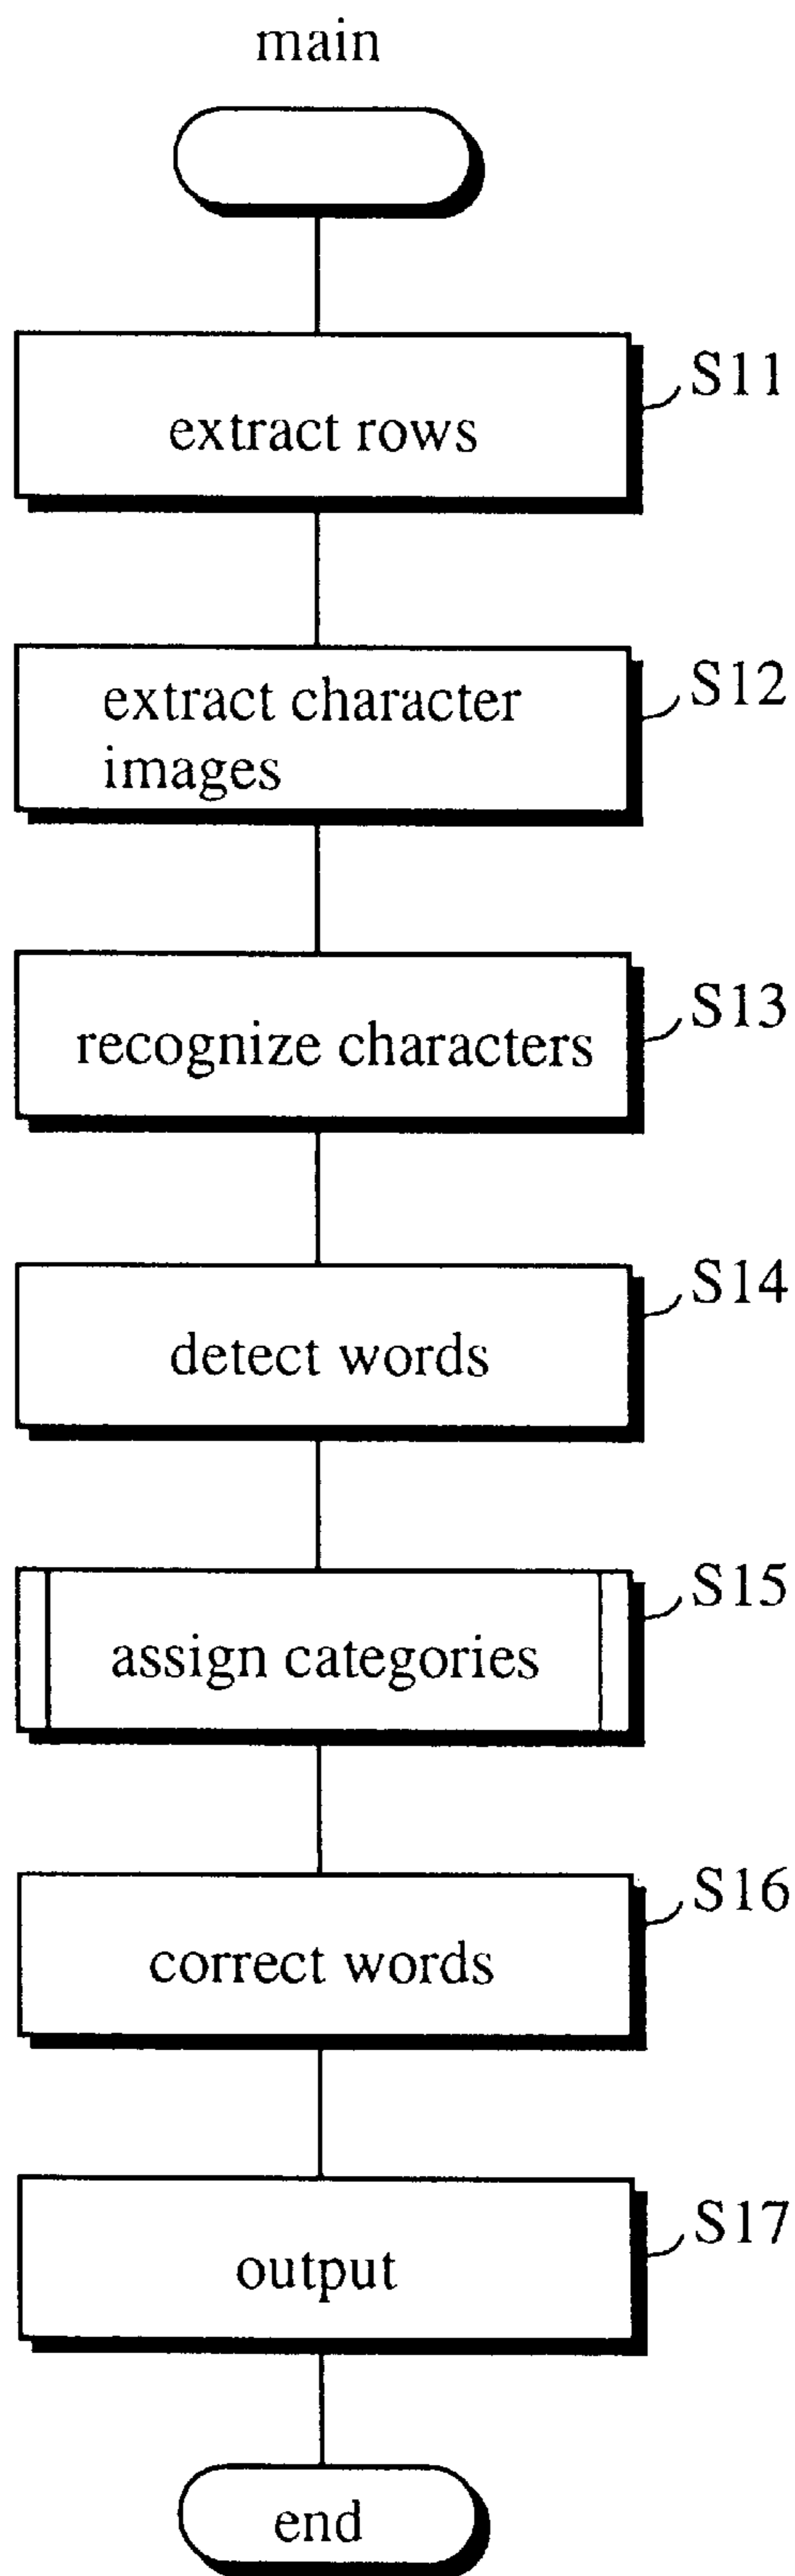 main
extract rows
S11
extract character
images
S12
recognize characters
S13
detect words
S14
assign categories
S15
correct words
S16
output
S17
end